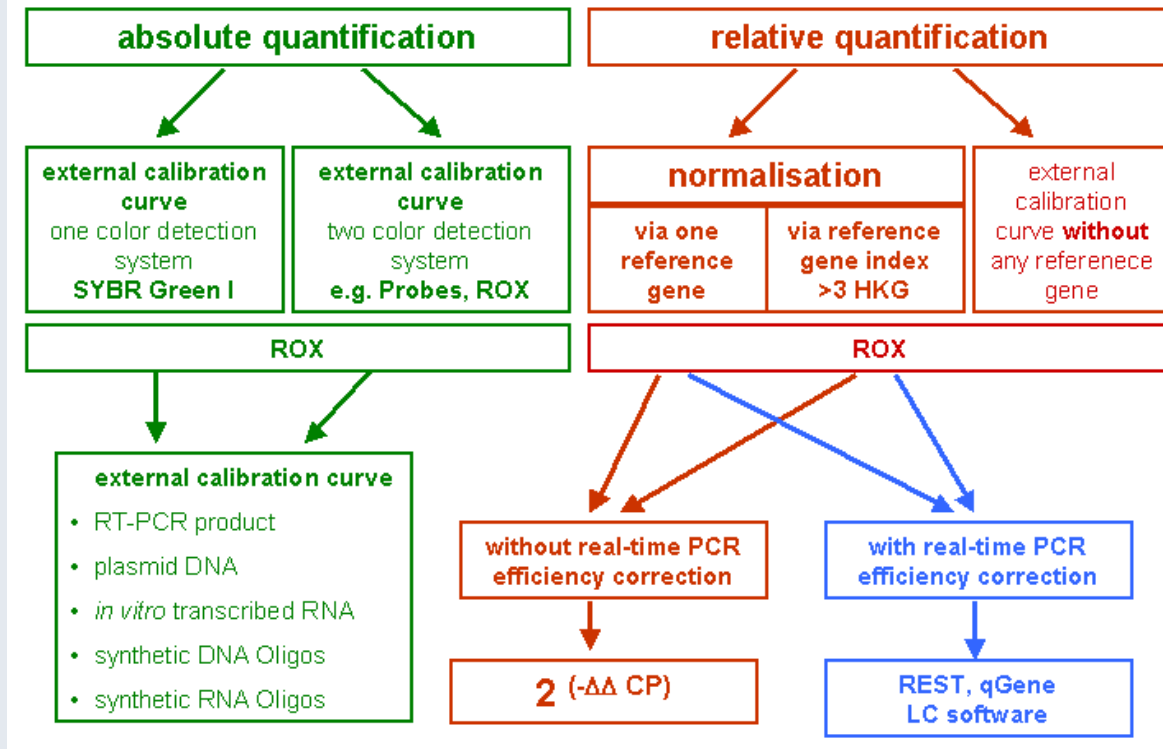 absolute quantification
relative quantification
external calibration
curve
one color detection
system
SYBR Green I
external calibration
curve
two color detection
system
e.g. Probes, ROX
normalisation
via one
reference
gene
via reference
gene index
>3 HKG
external
calibration
curve without
any referenece
gene
ROX
ROX
external calibration curve
• RT-PCR product
• plasmid DNA
• in vitro transcribed RNA
• synthetic DNA Oligos
• synthetic RNA Oligos
without real-time PCR
efficiency correction
with real-time PCR
efficiency correction
2 (-ΔΔ CP)
REST, qGene
LC software